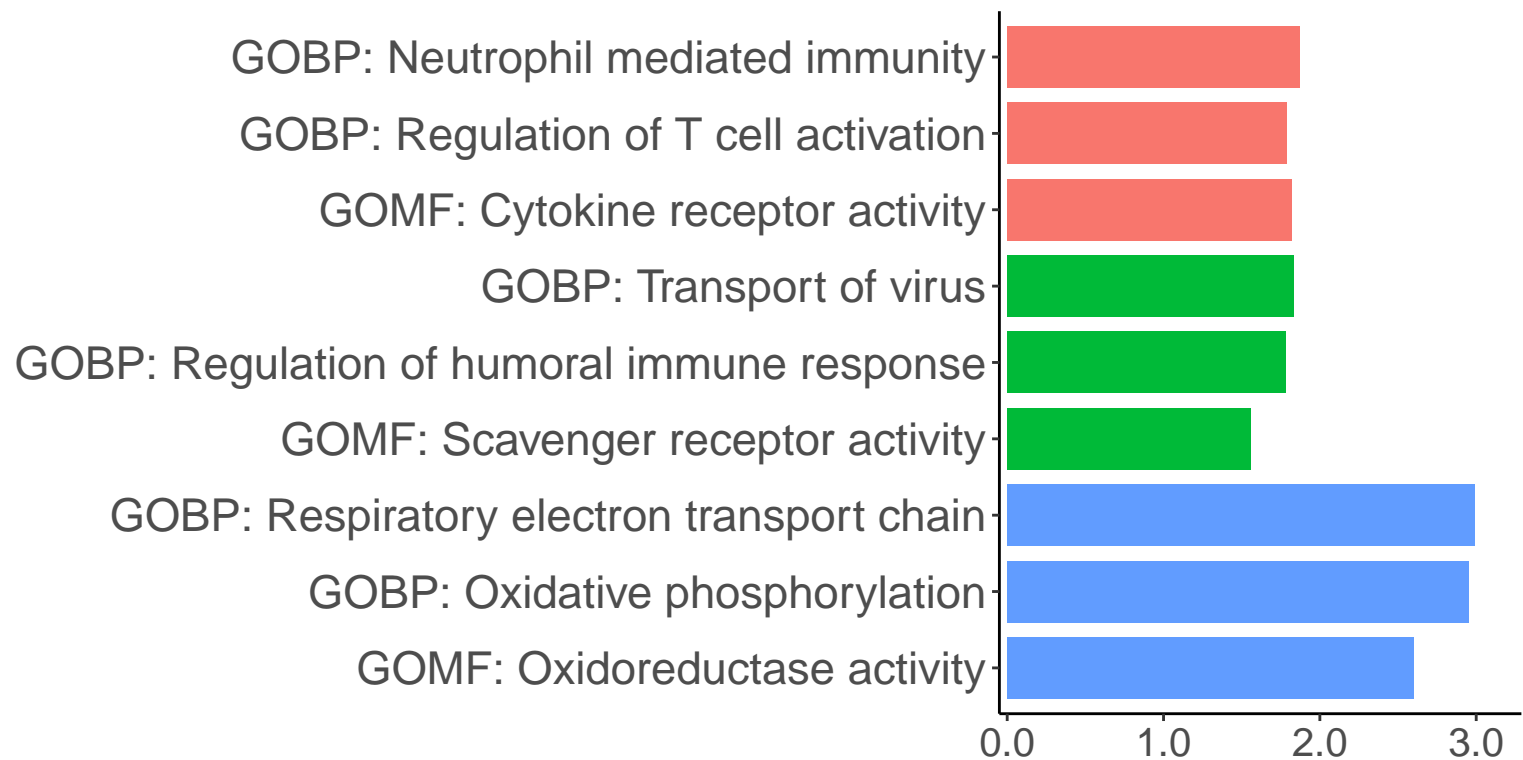 GOBP: Neutrophil mediated immunity
GOBP: Regulation of T cell activation
GOMF: Cytokine receptor activity
GOBP: Transport of virus
GOBP: Regulation of humoral immune response
GOMF: Scavenger receptor activity
GOBP: Respiratory electron transport chain
GOBP: Oxidative phosphorylation
GOMF: Oxidoreductase activity
0.0 1.0 2.0 3.0